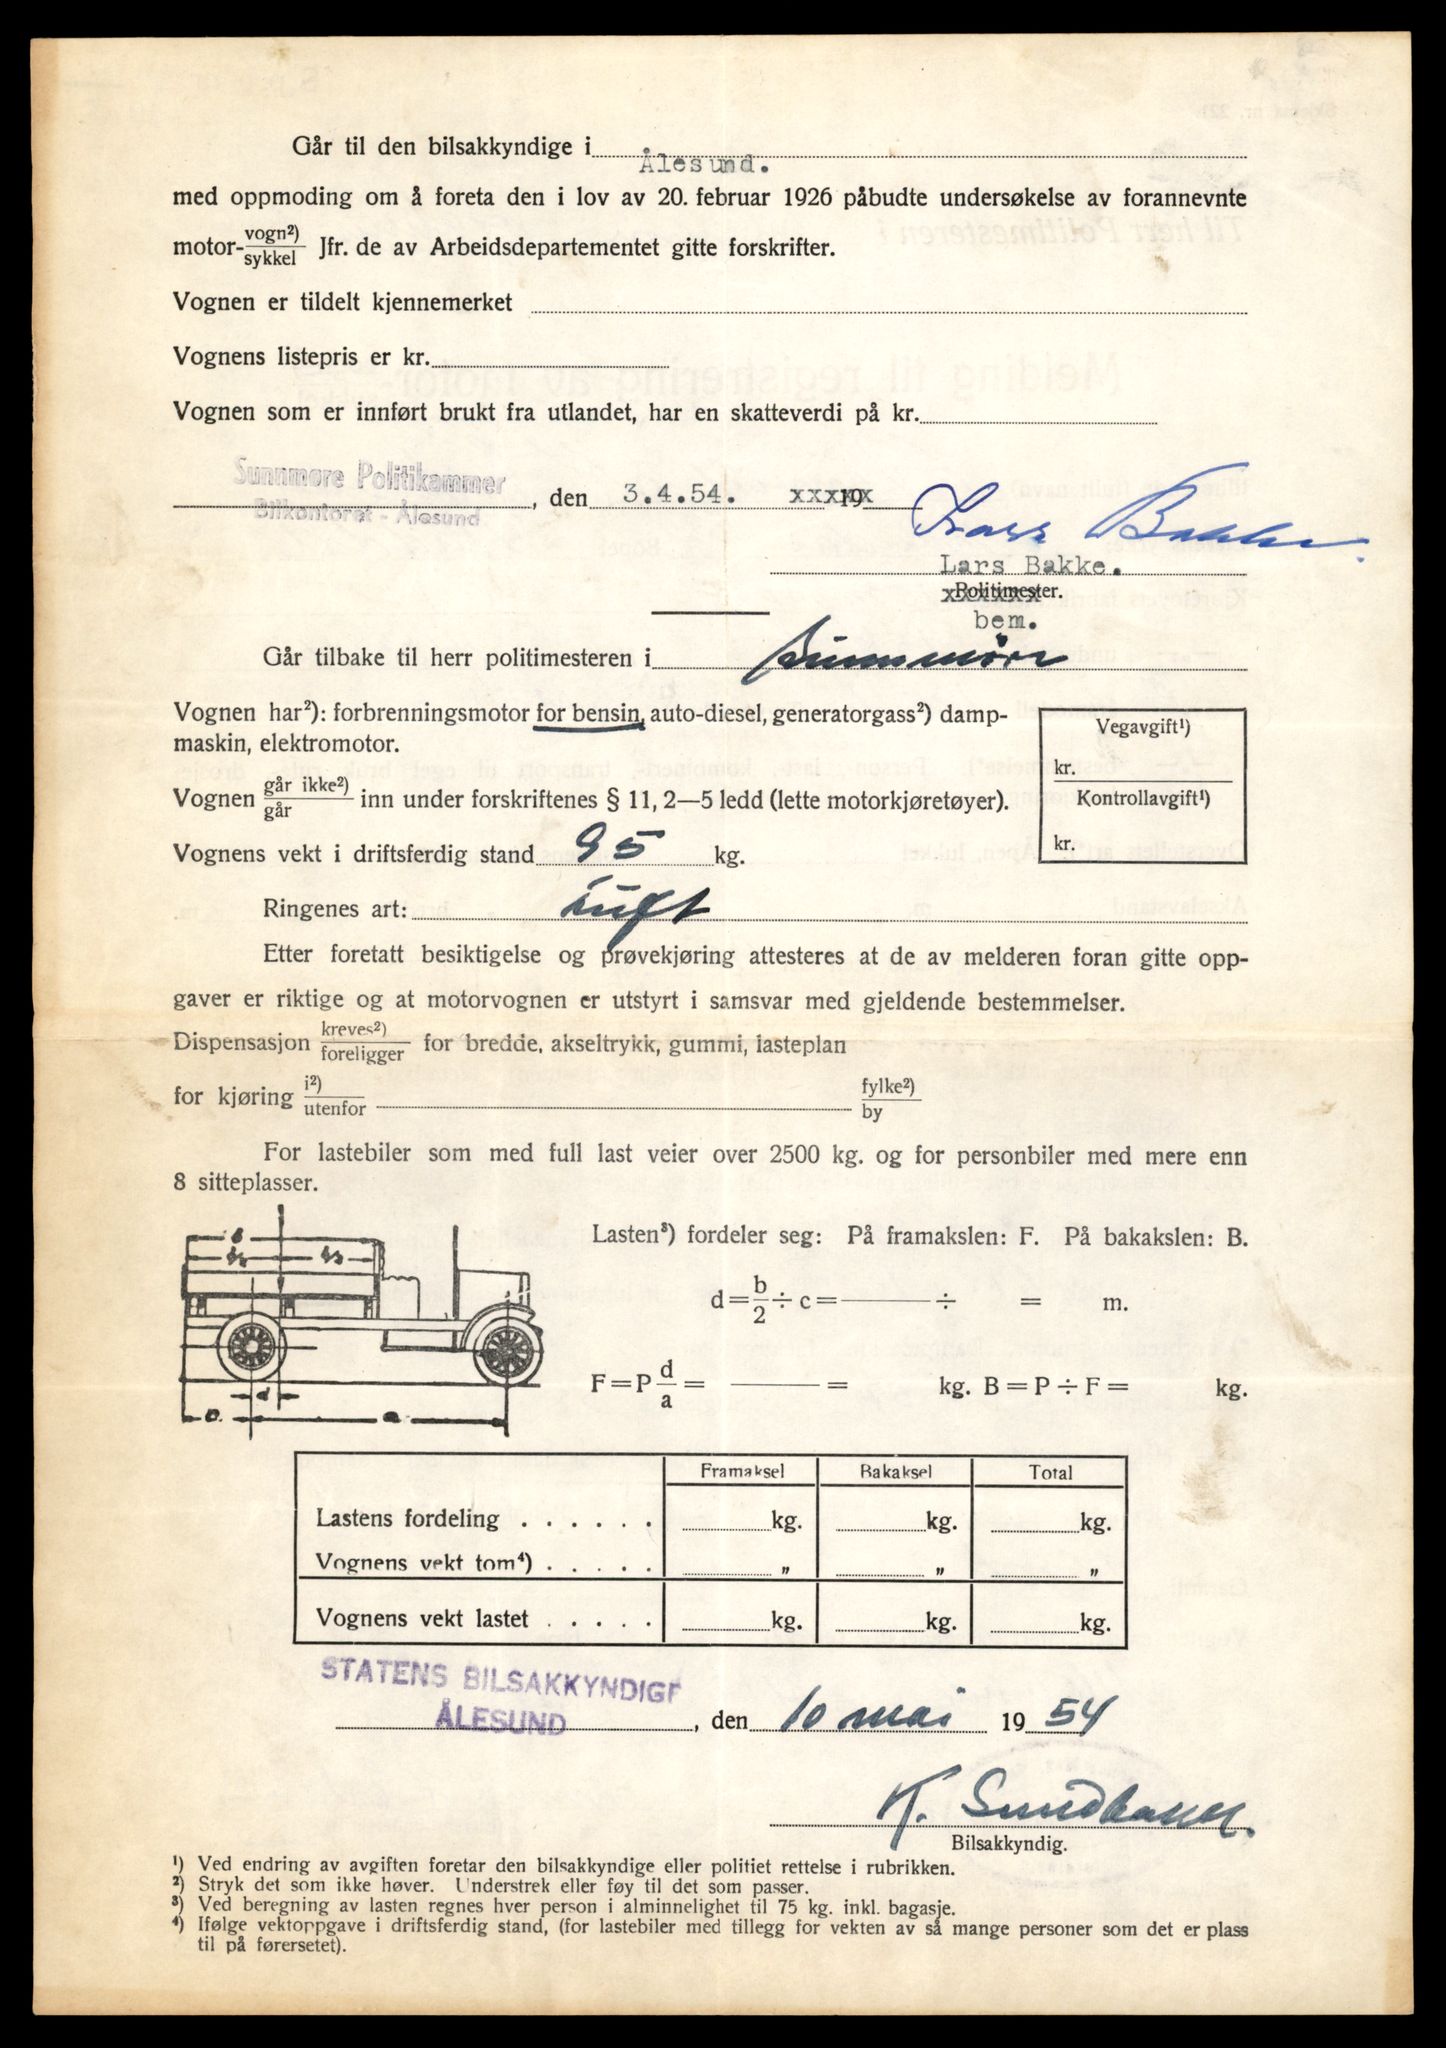 Går til den bilsakkyndige i Ålesund.
med oppmoding om å foreta den i lov av 20. februar 1926 påbudte undersøkelse av forannevnte
motor-vogn²)/sykkel Jfr. de av Arbeidsdepartementet gitte forskrifter.
Vognen er tildelt kjennemerket
Vognens listepris er kr.
Vognen som er innført brukt fra utlandet, har en skatteverdi på kr.
Sunnmøre Politikammer
Bilkontoret - Ålesund
, den 3.4.54. xxxxx 19
Lars Bakke
Lars Bakke.
xxxxxx Politimester.
bem.
Går tilbake til herr politimesteren i Sunnmøre
Vognen har²): forbrenningsmotor for bensin, auto-diesel, generatorgass²) damp-
maskin, elektromotor.
Vegavgift¹)
kr.
Kontrollavgift¹)
kr.
Vognen går ikke²)/går inn under forskriftenes § 11, 2—5 ledd (lette motorkjøretøyer).
Vognens vekt i driftsferdig stand 95 kg.
Ringenes art: Luft
Etter foretatt besiktigelse og prøvekjøring attesteres at de av melderen foran gitte opp-
gaver er riktige og at motorvognen er utstyrt i samsvar med gjeldende bestemmelser.
Dispensasjon kreves²)/foreligger for bredde, akseltrykk, gummi, lasteplan
for kjøring i²)/utenfor fylke²)/by
For lastebiler som med full last veier over 2500 kg. og for personbiler med mere enn
8 sitteplasser.
b
b/2 b/2
d
c a
Lasten³) fordeler seg: På framakslen: F. På bakakslen: B.
d = b/2 ÷ c = ——— ÷ = m.
F = P d/a = ——— = kg. B = P ÷ F = kg.
Framaksel Bakaksel Total
Lastens fordeling . . . . . . kg. kg. kg.
Vognens vekt tom⁴) . . . . . „ „ „
Vognens vekt lastet . . . . . kg. kg. kg.
STATENS BILSAKKYNDIGE
ÅLESUND
, den 10 mai 1954
K. Sundbakk.
Bilsakkyndig.
¹) Ved endring av avgiften foretar den bilsakkyndige eller politiet rettelse i rubrikken.
²) Stryk det som ikke høver. Understrek eller føy til det som passer.
³) Ved beregning av lasten regnes hver person i alminnelighet til 75 kg. inkl. bagasje.
⁴) Ifølge vektoppgave i driftsferdig stand, (for lastebiler med tillegg for vekten av så mange personer som det er plass
til på førersetet).